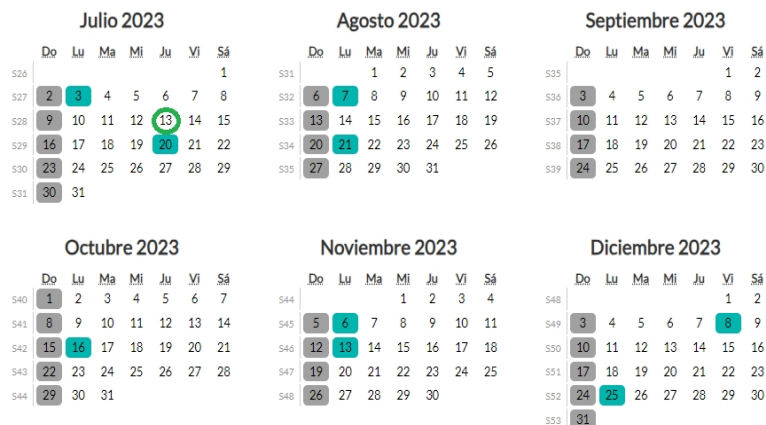 Julio 2023
Do Lu Ma Mi Ju Vi Sá
S26 1
S27 2 3 4 5 6 7 8
S28 9 10 11 12 13 14 15
S29 16 17 18 19 20 21 22
S30 23 24 25 26 27 28 29
S31 30 31
Agosto 2023
Do Lu Ma Mi Ju Vi Sá
S31 1 2 3 4 5
S32 6 7 8 9 10 11 12
S33 13 14 15 16 17 18 19
S34 20 21 22 23 24 25 26
S35 27 28 29 30 31
Septiembre 2023
Do Lu Ma Mi Ju Vi Sá
S35 1 2
S36 3 4 5 6 7 8 9
S37 10 11 12 13 14 15 16
S38 17 18 19 20 21 22 23
S39 24 25 26 27 28 29 30
Octubre 2023
Do Lu Ma Mi Ju Vi Sá
S40 1 2 3 4 5 6 7
S41 8 9 10 11 12 13 14
S42 15 16 17 18 19 20 21
S43 22 23 24 25 26 27 28
S44 29 30 31
Noviembre 2023
Do Lu Ma Mi Ju Vi Sá
S44 1 2 3 4
S45 5 6 7 8 9 10 11
S46 12 13 14 15 16 17 18
S47 19 20 21 22 23 24 25
S48 26 27 28 29 30
Diciembre 2023
Do Lu Ma Mi Ju Vi Sá
S48 1 2
S49 3 4 5 6 7 8 9
S50 10 11 12 13 14 15 16
S51 17 18 19 20 21 22 23
S52 24 25 26 27 28 29 30
S53 31